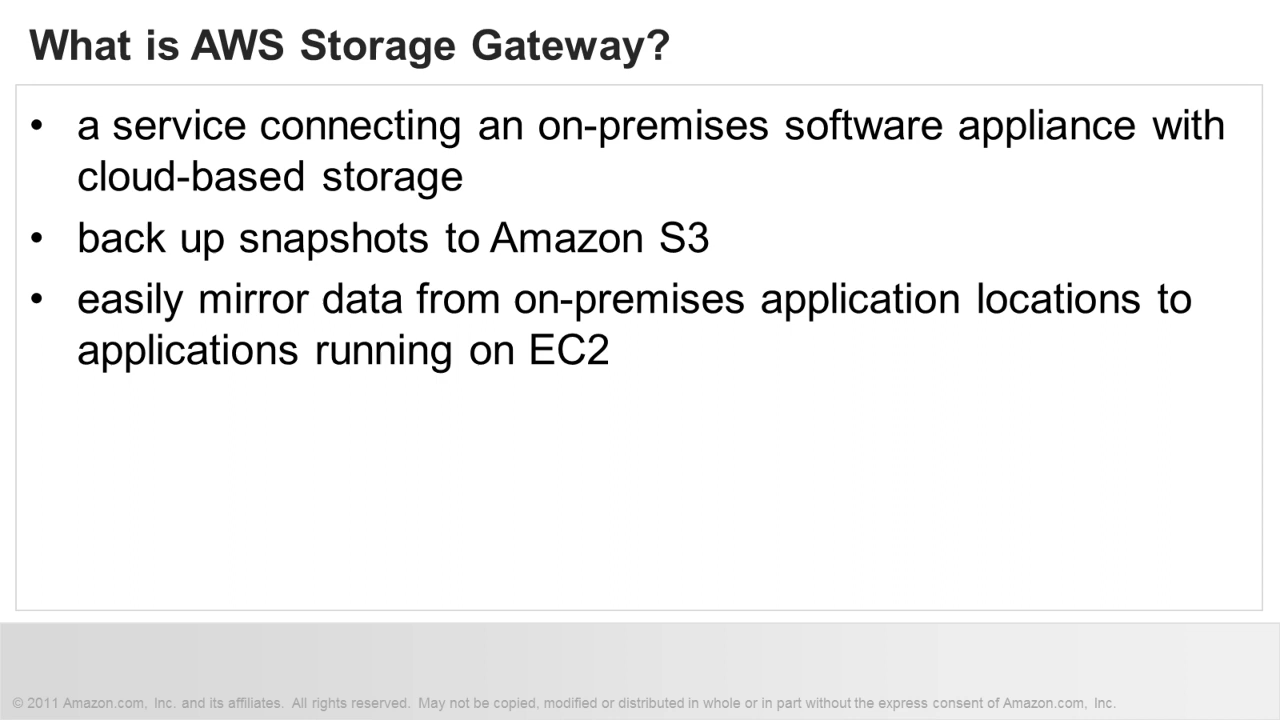 What is AWS Storage Gateway?
• a service connecting an on-premises software appliance with
cloud-based storage
• back up snapshots to Amazon S3
• easily mirror data from on-premises application locations to
applications running on EC2
© 2011 Amazon.com, Inc. and its affiliates. All rights reserved. May not be copied, modified or distributed in whole or in part without the express consent of Amazon.com, Inc.